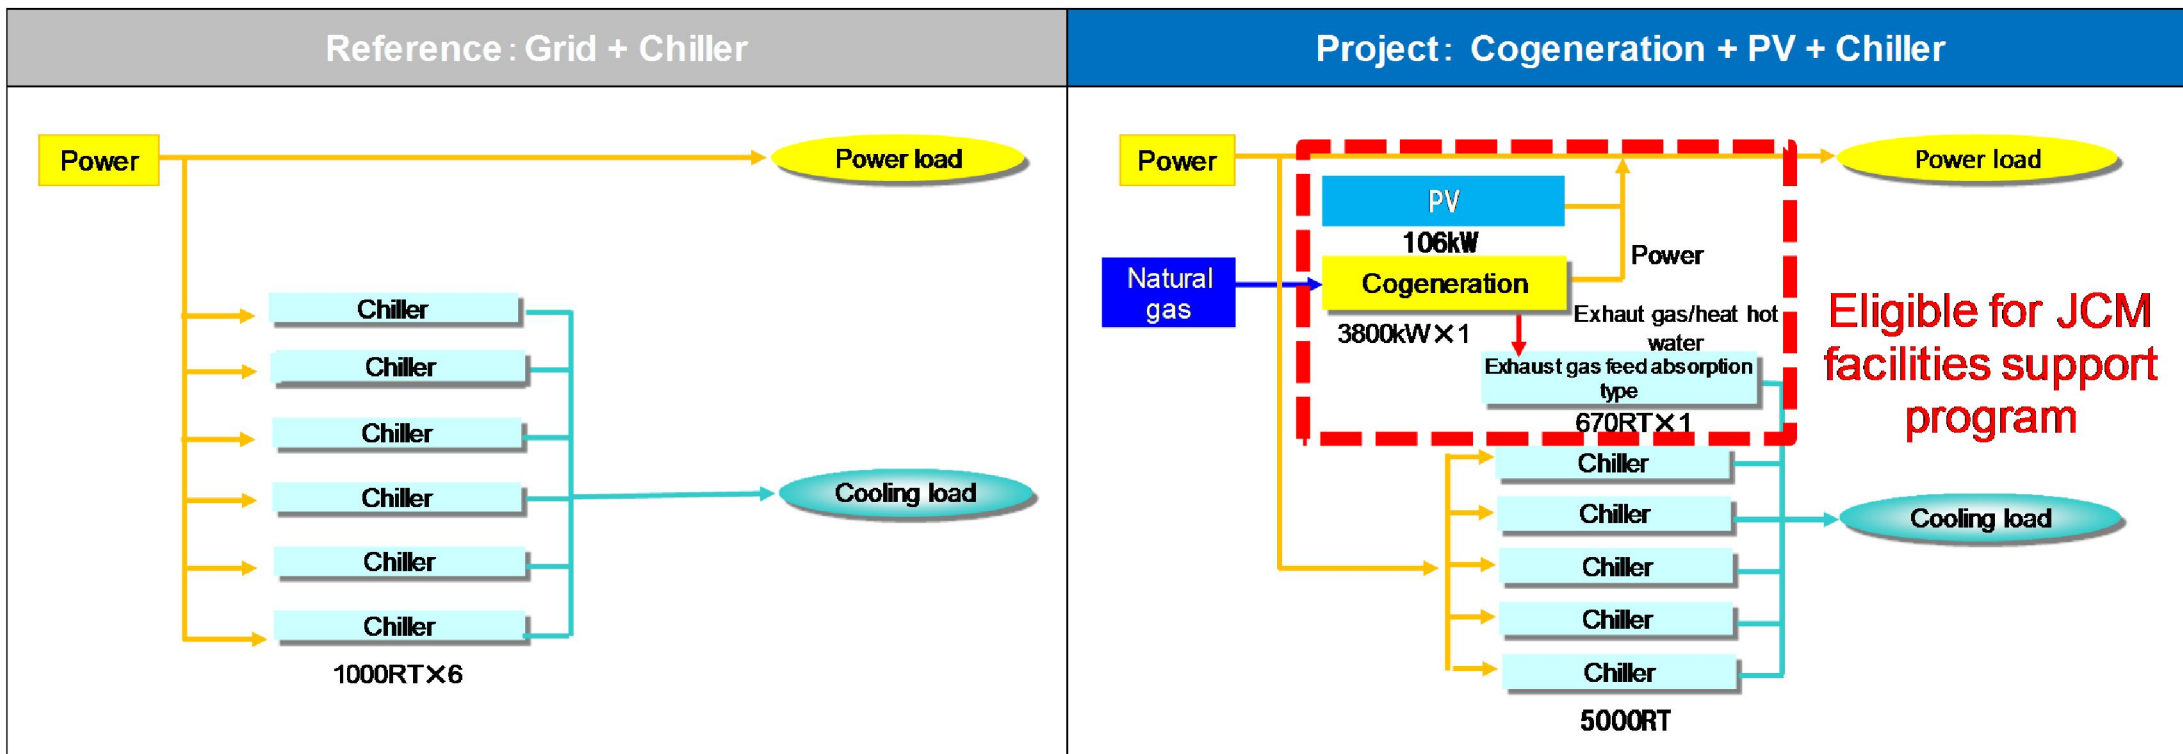 Reference: Grid + Chiller
Power
Power load
Chiller
Chiller
Chiller
Chiller
Cooling load
Chiller
Chiller
1000RT×6
Project: Cogeneration + PV + Chiller
Power
Power load
PV
106kW
Power
Natural
gas
Cogeneration
3800kW×1
Exhaut gas/heat hot
water
Exhaust gas feed absorption
type
670RT×1
Eligible for JCM
facilities support
program
Chiller
Chiller
Cooling load
Chiller
Chiller
Chiller
5000RT